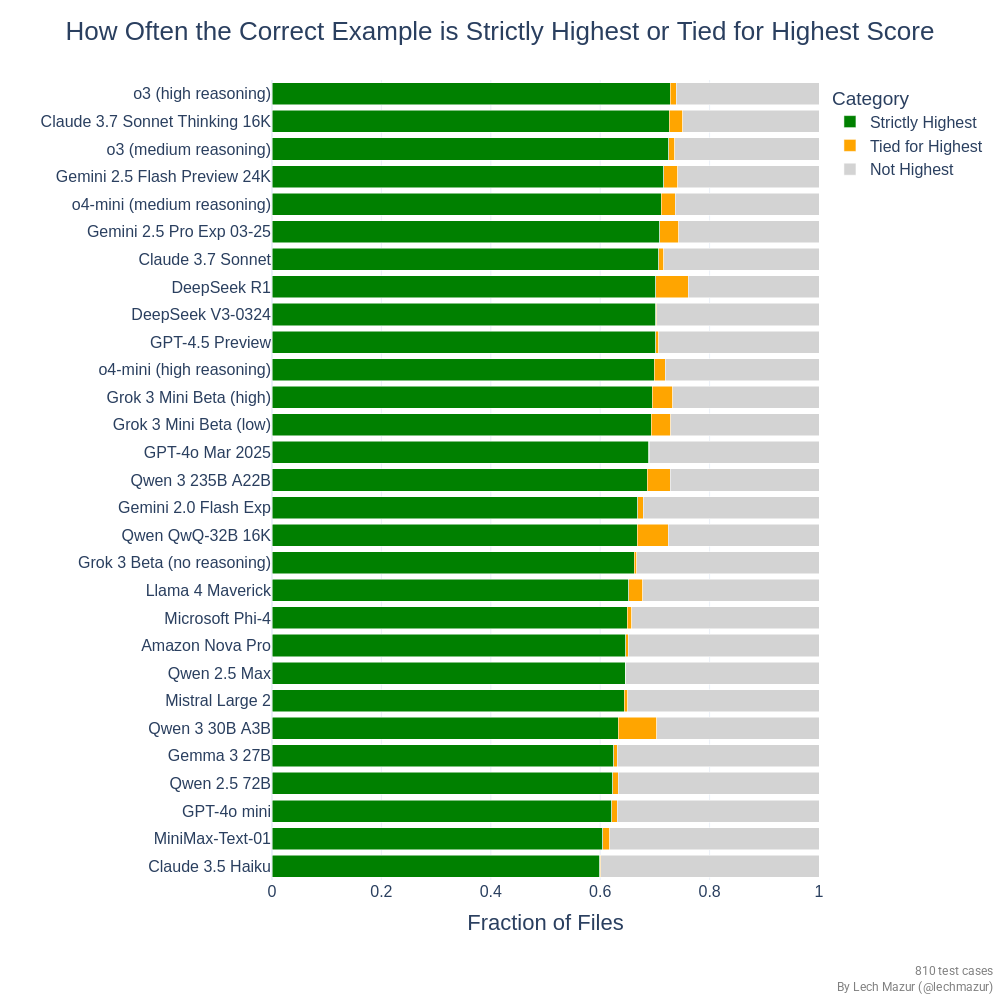 How Often the Correct Example is Strictly Highest or Tied for Highest Score
o3 (high reasoning)
Claude 3.7 Sonnet Thinking 16K
o3 (medium reasoning)
Gemini 2.5 Flash Preview 24K
o4-mini (medium reasoning)
Gemini 2.5 Pro Exp 03-25
Claude 3.7 Sonnet
DeepSeek R1
DeepSeek V3-0324
GPT-4.5 Preview
o4-mini (high reasoning)
Grok 3 Mini Beta (high)
Grok 3 Mini Beta (low)
GPT-4o Mar 2025
Qwen 3 235B A22B
Gemini 2.0 Flash Exp
Qwen QwQ-32B 16K
Grok 3 Beta (no reasoning)
Llama 4 Maverick
Microsoft Phi-4
Amazon Nova Pro
Qwen 2.5 Max
Mistral Large 2
Qwen 3 30B A3B
Gemma 3 27B
Qwen 2.5 72B
GPT-4o mini
MiniMax-Text-01
Claude 3.5 Haiku
0 0.2 0.4 0.6 0.8 1
Fraction of Files
Category
Strictly Highest
Tied for Highest
Not Highest
810 test cases
By Lech Mazur (@lechmazur)